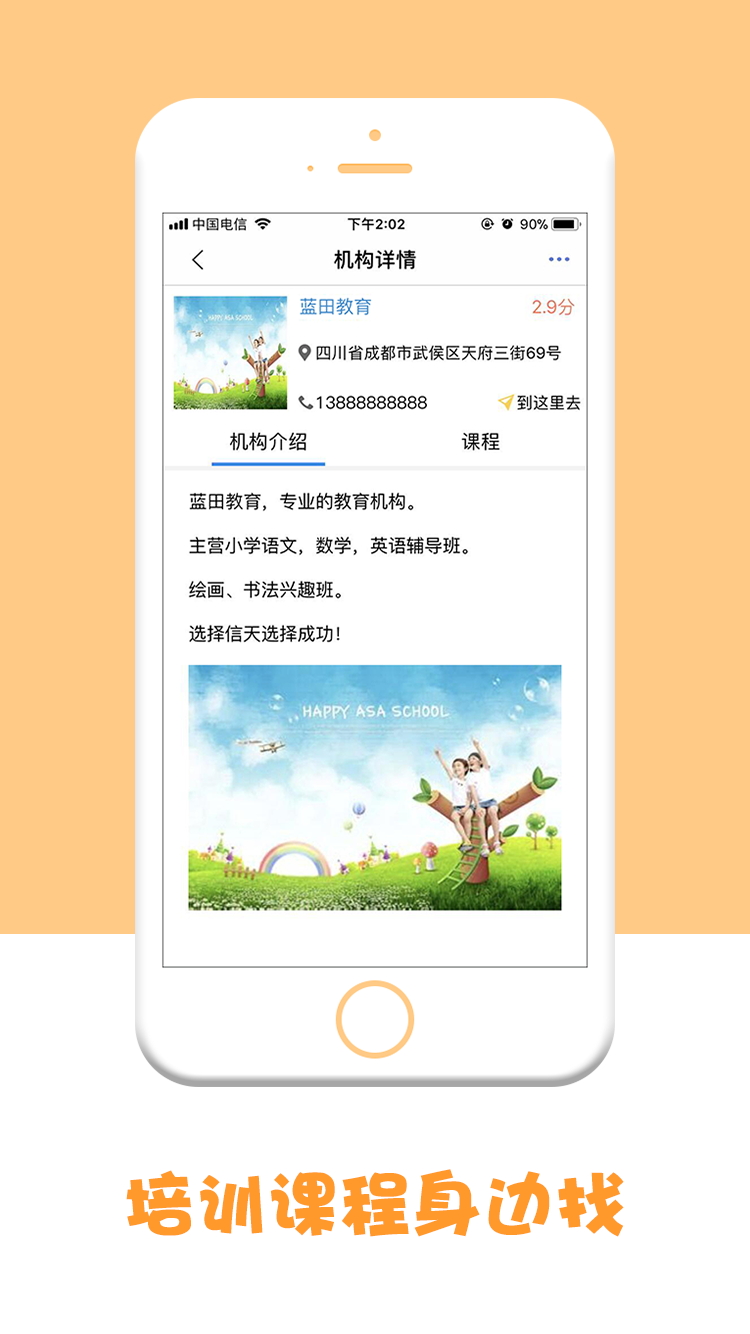 中国电信 下午2:02 90%
机构详情
HAPPY ASA SCHOOL
蓝田教育 2.9分
四川省成都市武侯区天府三街69号
13888888888 到这里去
机构介绍 课程
蓝田教育，专业的教育机构。
主营小学语文，数学，英语辅导班。
绘画、书法兴趣班。
选择信天选择成功！
HAPPY ASA SCHOOL
培训课程身边找